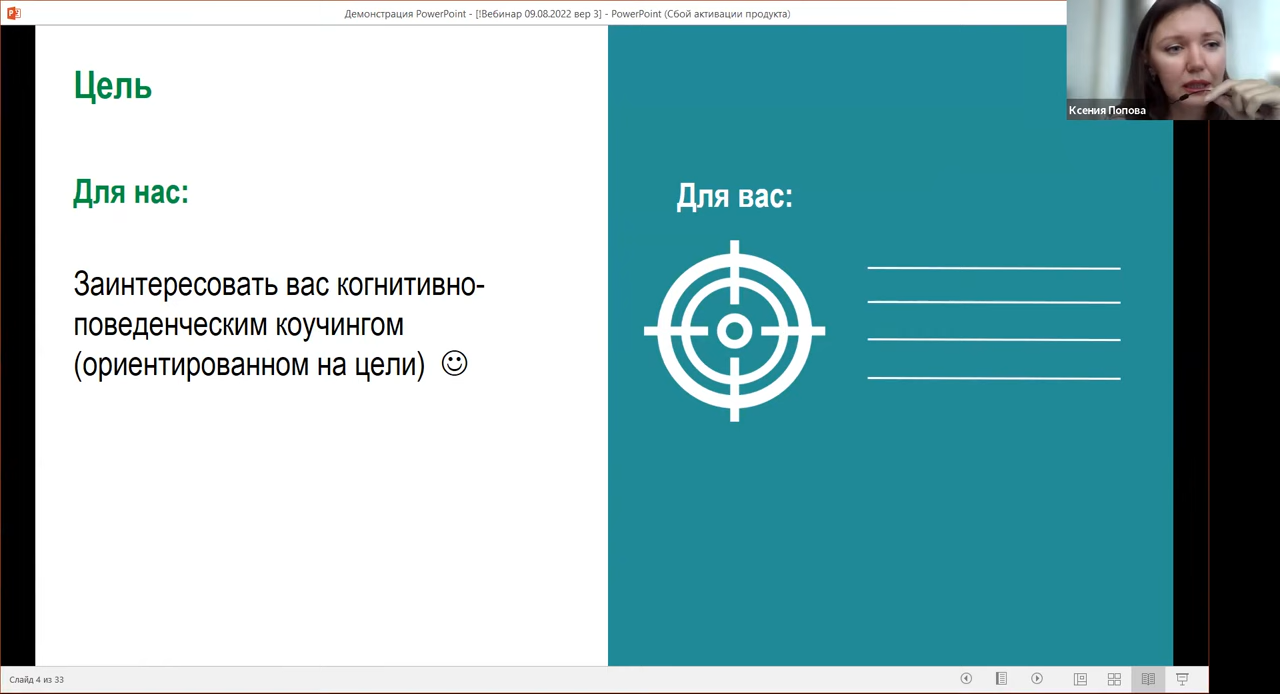 Демонстрация PowerPoint - [!Вебинар 09.08.2022 вер 3] - PowerPoint (Сбой активации продукта)
Ксения Попова
Цель
Для нас:
Заинтересовать вас когнитивно-
поведенческим коучингом
(ориентированном на цели) ☺
Для вас:
Слайд 4 из 33